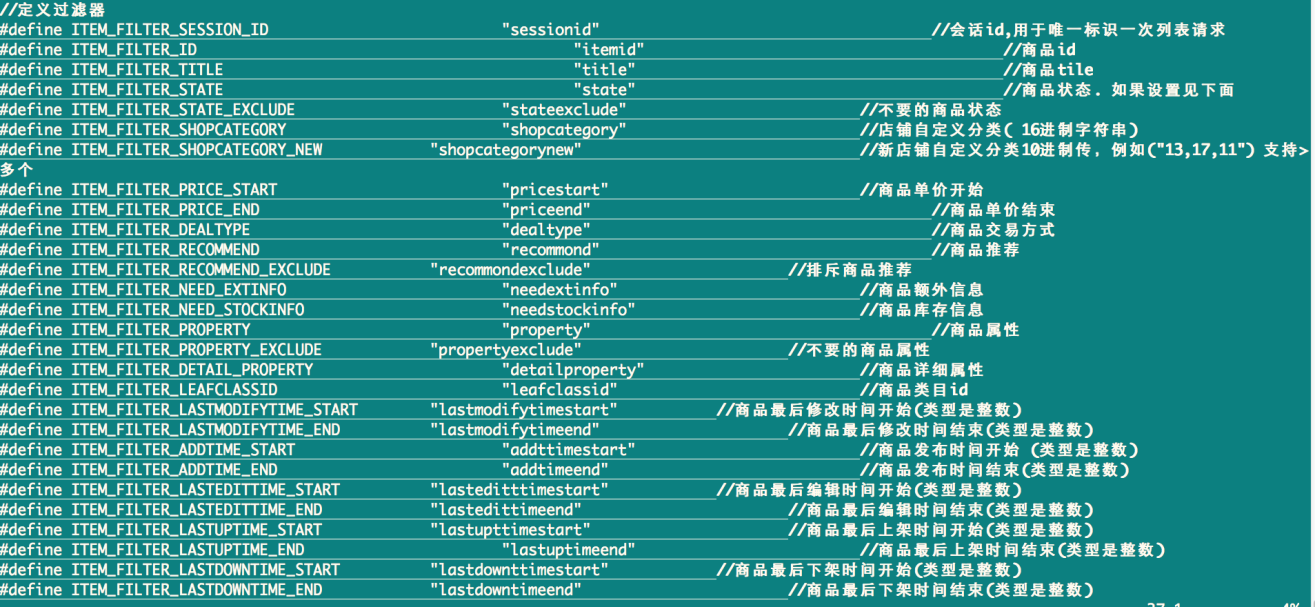 //定义过滤器
#define ITEM_FILTER_SESSION_ID "sessionid" //会话id,用于唯一标识一次列表请求
#define ITEM_FILTER_ID "itemid" //商品id
#define ITEM_FILTER_TITLE "title" //商品tile
#define ITEM_FILTER_STATE "state" //商品状态. 如果设置见下面
#define ITEM_FILTER_STATE_EXCLUDE "stateexclude" //不要的商品状态
#define ITEM_FILTER_SHOPCATEGORY "shopcategory" //店铺自定义分类( 16进制字符串)
#define ITEM_FILTER_SHOPCATEGORY_NEW "shopcategorynew" //新店铺自定义分类10进制传, 例如("13,17,11") 支持>
多个
#define ITEM_FILTER_PRICE_START "pricestart" //商品单价开始
#define ITEM_FILTER_PRICE_END "priceend" //商品单价结束
#define ITEM_FILTER_DEALTYPE "dealtype" //商品交易方式
#define ITEM_FILTER_RECOMMEND "recommond" //商品推荐
#define ITEM_FILTER_RECOMMEND_EXCLUDE "recommondexclude" //排斥商品推荐
#define ITEM_FILTER_NEED_EXTINFO "needextinfo" //商品额外信息
#define ITEM_FILTER_NEED_STOCKINFO "needstockinfo" //商品库存信息
#define ITEM_FILTER_PROPERTY "property" //商品属性
#define ITEM_FILTER_PROPERTY_EXCLUDE "propertyexclude" //不要的商品属性
#define ITEM_FILTER_DETAIL_PROPERTY "detailproperty" //商品详细属性
#define ITEM_FILTER_LEAFCLASSID "leafclassid" //商品类目id
#define ITEM_FILTER_LASTMODIFYTIME_START "lastmodifytimestart" //商品最后修改时间开始(类型是整数)
#define ITEM_FILTER_LASTMODIFYTIME_END "lastmodifytimeend" //商品最后修改时间结束(类型是整数)
#define ITEM_FILTER_ADDTIME_START "addttimestart" //商品发布时间开始 (类型是整数)
#define ITEM_FILTER_ADDTIME_END "addtimeend" //商品发布时间结束(类型是整数)
#define ITEM_FILTER_LASTEDITTIME_START "lasteditttimestart" //商品最后编辑时间开始(类型是整数)
#define ITEM_FILTER_LASTEDITTIME_END "lastedittimeend" //商品最后编辑时间结束(类型是整数)
#define ITEM_FILTER_LASTUPTIME_START "lastupttimestart" //商品最后上架时间开始(类型是整数)
#define ITEM_FILTER_LASTUPTIME_END "lastuptimeend" //商品最后上架时间结束(类型是整数)
#define ITEM_FILTER_LASTDOWNTIME_START "lastdownttimestart" //商品最后下架时间开始(类型是整数)
#define ITEM_FILTER_LASTDOWNTIME_END "lastdowntimeend" //商品最后下架时间结束(类型是整数)